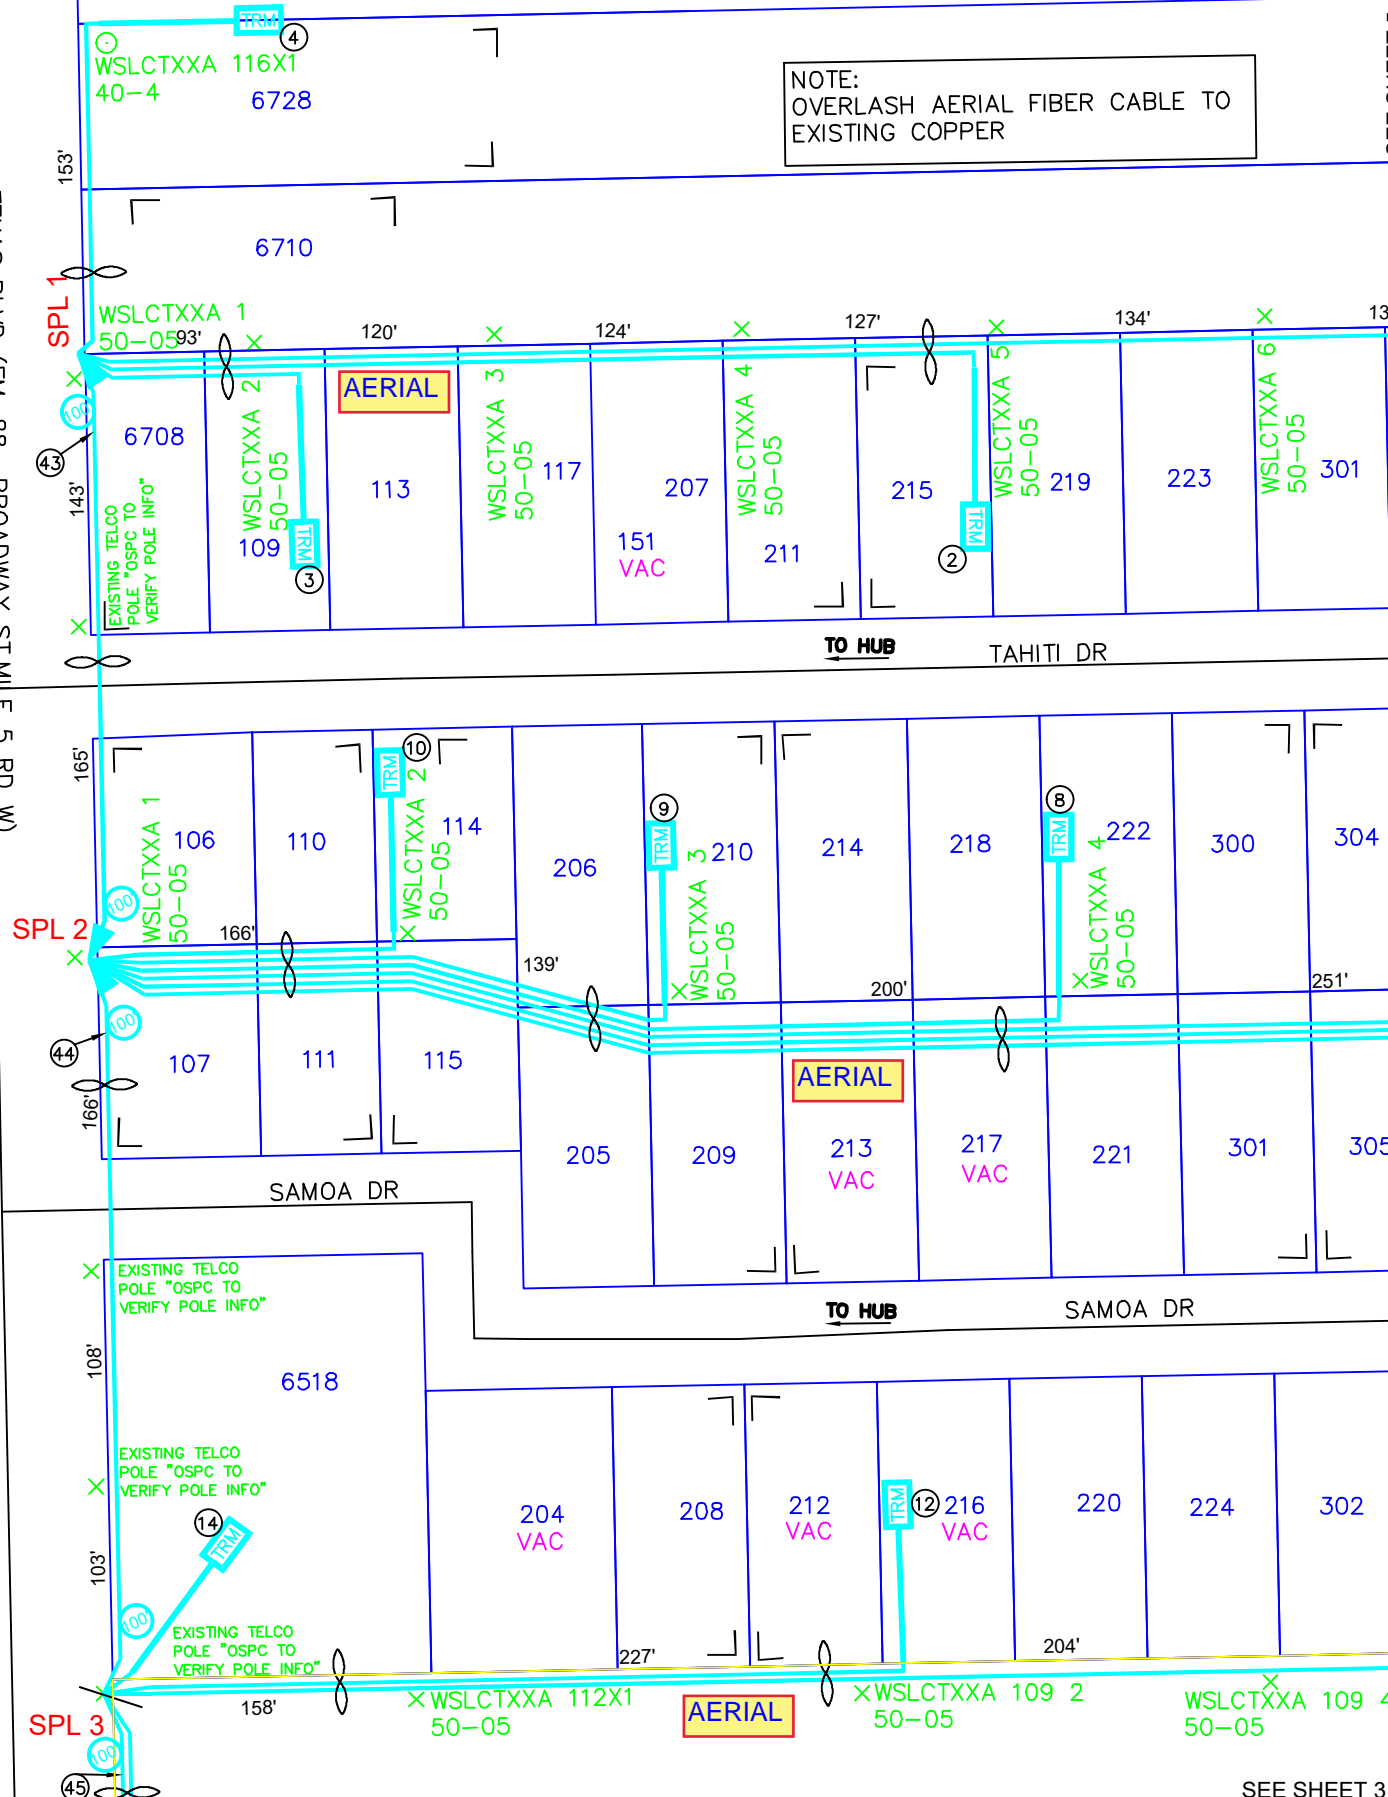 TRM
4
WSLCTXXA 116X1
40-4
6728
NOTE:
OVERLASH AERIAL FIBER CABLE TO
EXISTING COPPER
153'
6710
SPL 1
WSLCTXXA 1
50-05
93'
120'
124'
127'
134'
100'
43
6708
143'
EXISTING TELCO
POLE "OSPC TO
VERIFY POLE INFO"
WSLCTXXA 2
50-05
109
TRM
3
AERIAL
113
WSLCTXXA 3
50-05
117
151
VAC
207
WSLCTXXA 4
50-05
211
215
TRM
2
WSLCTXXA 5
50-05
219
223
WSLCTXXA 6
50-05
301
TO HUB
TAHITI DR
165'
WSLCTXXA 1
50-05
106
110
TRM
10
WSLCTXXA 2
50-05
114
206
9
TRM
WSLCTXXA 3
50-05
210
214
218
8
TRM
WSLCTXXA 4
50-05
222
300
304
100'
SPL 2
166'
139'
200'
251'
100'
44
166'
107
111
115
AERIAL
205
209
213
VAC
217
VAC
221
301
305
SAMOA DR
TO HUB
SAMOA DR
EXISTING TELCO
POLE "OSPC TO
VERIFY POLE INFO"
108'
6518
EXISTING TELCO
POLE "OSPC TO
VERIFY POLE INFO"
14
TRM
103'
204
VAC
208
212
VAC
TRM
12
216
VAC
220
224
302
100'
EXISTING TELCO
POLE "OSPC TO
VERIFY POLE INFO"
227'
204'
158'
WSLCTXXA 112X1
50-05
AERIAL
WSLCTXXA 109 2
50-05
WSLCTXXA 109 4
50-05
SPL 3
100'
45
SEE SHEET 3